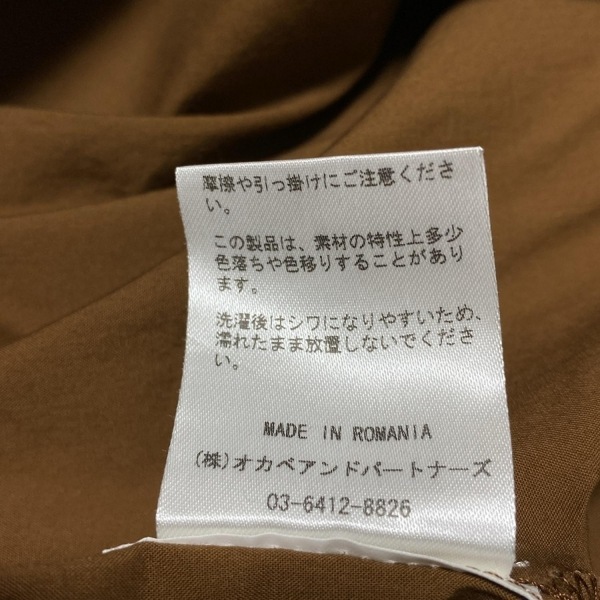 摩擦や引っ掛けにご注意くださ
い。
この製品は、素材の特性上多少
色落ちや色移りすることがあり
ます。
洗濯後はシワになりやすいため、
濡れたまま放置しないでくださ
い。
MADE IN ROMANIA
(株)オカベアンドパートナーズ
03-6412-8826